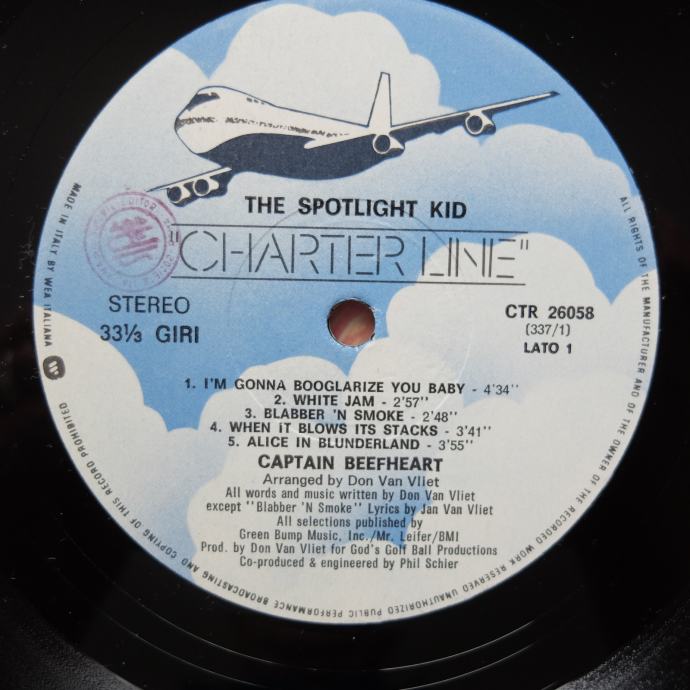 THE SPOTLIGHT KID
"CHARTER LINE"
STEREO
33⅓ GIRI
CTR 26058
(337/1)
LATO 1
1. I'M GONNA BOOGLARIZE YOU BABY - 4'34"
2. WHITE JAM - 2'57"
3. BLABBER 'N SMOKE - 2'48"
4. WHEN iT BLOWS ITS STACKS - 3'41"
5. ALICE IN BLUNDERLAND - 3'55"
CAPTAIN BEEFHEART
Arranged by Don Van Vliet
All words and music written by Don Van Vliet
except "Blabber 'N Smoke" Lyrics by Jan Van Vliet
All selections published by
Green Bump Music, Inc./Mr. Leifer/BMI
Prod. by Don Van Vliet for God's Golf Ball Productions
Co-produced & engineered by Phil Schier
MADE IN ITALY BY WEA ITALIANA
ALL RIGHTS OF THE MANUFACTURER AND OF THE OWNER OF THE RECORDED WORK RESERVED UNAUTHORIZED PUBLIC PERFORMANCE BROADCASTING AND COPYING OF THIS RECORD PROHIBITED